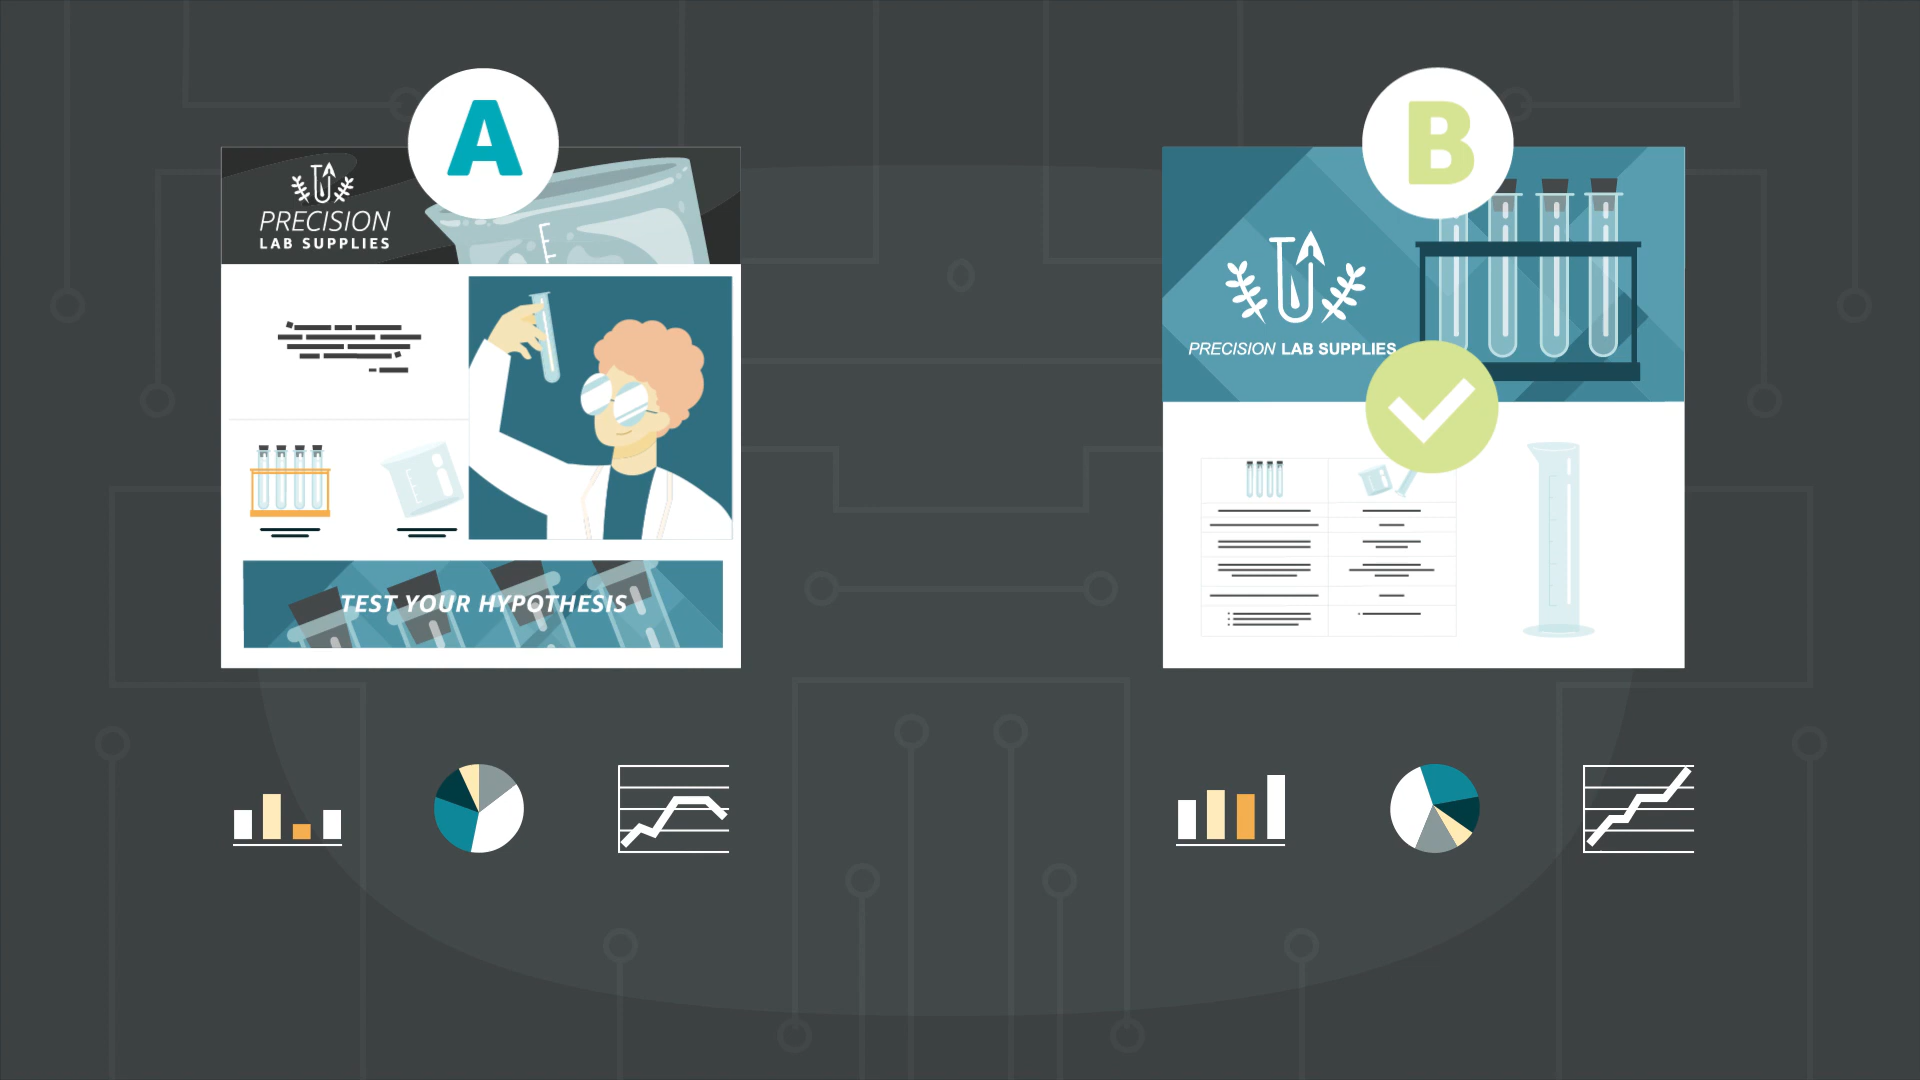 A
PRECISION
LAB SUPPLIES
TEST YOUR HYPOTHESIS
B
PRECISION LAB SUPPLIES